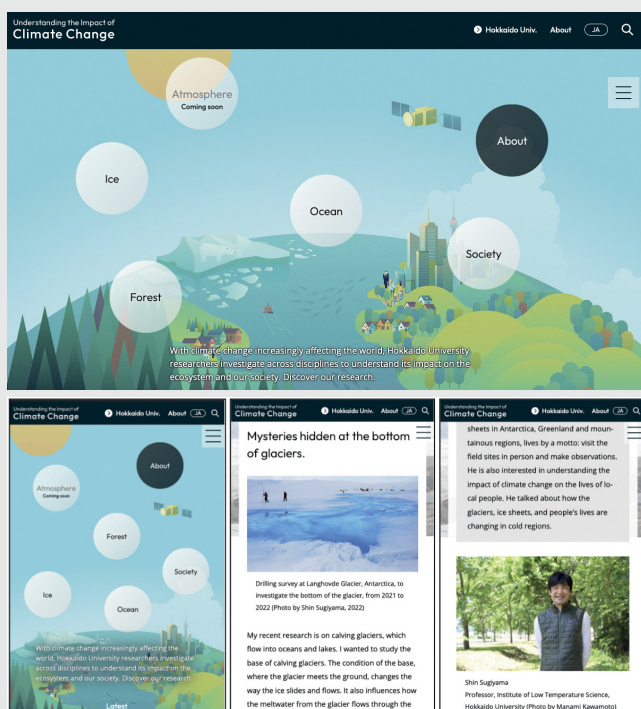 Understanding the Impact of
Climate Change
Hokkaido Univ. About JA
Atmosphere
Coming soon
About
Ice
Ocean
Society
Forest
With climate change increasingly affecting the world, Hokkaido University
researchers investigate across disciplines to understand its impact on the
ecosystem and our society. Discover our research.
Understanding the Impact of
Climate Change
Hokkaido Univ. About JA
About
Atmosphere
Coming soon
Forest
Society
Ice
Ocean
With climate change increasingly affecting the
world, Hokkaido University researchers investigate
across disciplines to understand its impact on the
ecosystem and our society. Discover our research.
Latest
Understanding the Impact of
Climate Change
Hokkaido Univ. About JA
Mysteries hidden at the bottom
of glaciers.
Drilling survey at Langhovde Glacier, Antarctica, to
investigate the bottom of the glacier, from 2021 to
2022 (Photo by Shin Sugiyama, 2022)
My recent research is on calving glaciers, which
flow into oceans and lakes. I wanted to study the
base of calving glaciers. The condition of the base,
where the glacier meets the ground, changes the
way the ice slides and flows. It also influences how
the meltwater from the glacier flows through the
Understanding the Impact of
Climate Change
Hokkaido Univ. About JA
sheets in Antarctica, Greenland and moun-
tainous regions, lives by a motto: visit the
field sites in person and make observations.
He is also interested in understanding the
impact of climate change on the lives of lo-
cal people. He talked about how the
glaciers, ice sheets, and people's lives are
changing in cold regions.
Shin Sugiyama
Professor, Institute of Low Temperature Science,
Hokkaido University (Photo by Manami Kawamoto)